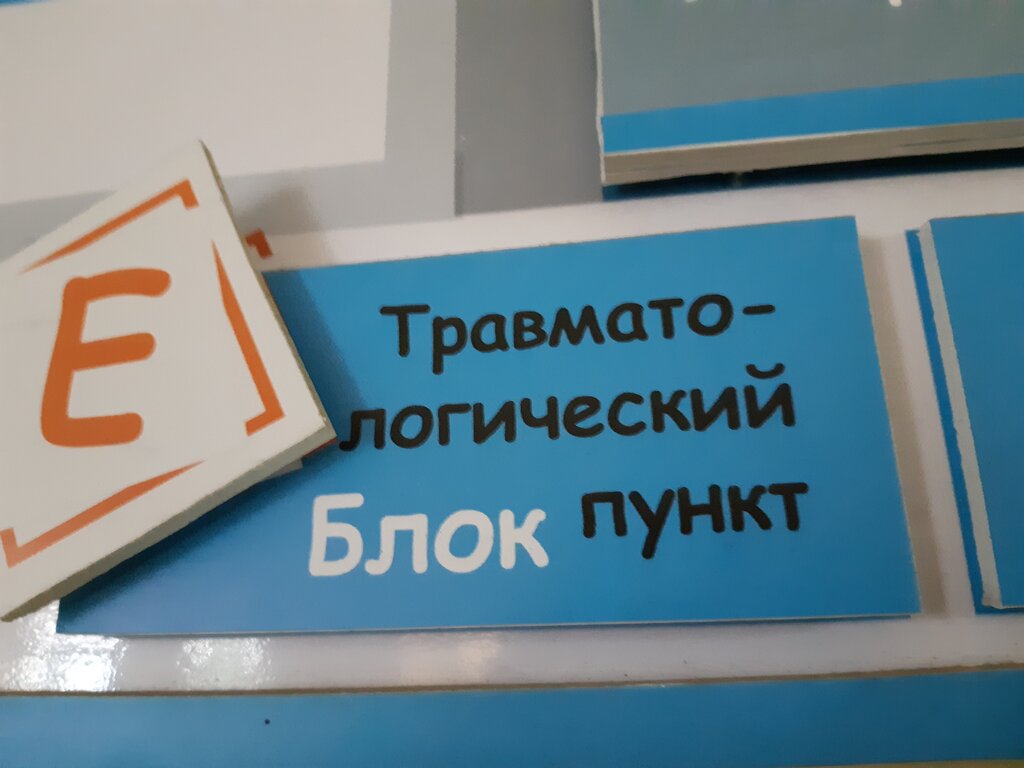 Е
Травмато-
логический
Блок пункт